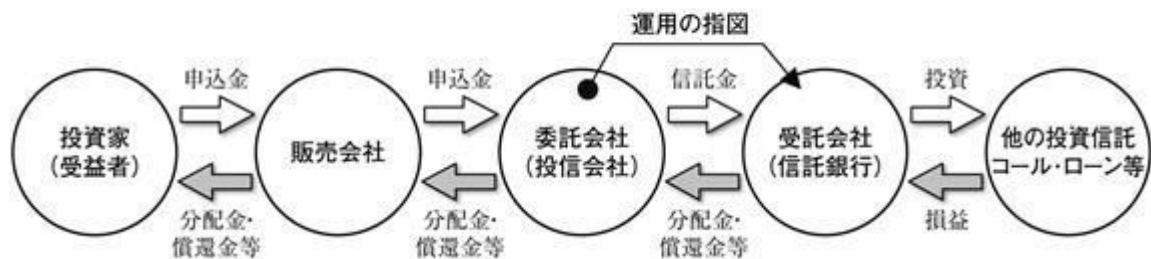 運用の指図
申込金
申込金
信託金
投資
投資家
(受益者)
販売会社
委託会社
(投信会社)
受託会社
(信託銀行)
他の投資信託
コール・ローン等
分配金・
償還金等
分配金・
償還金等
分配金・
償還金等
損益